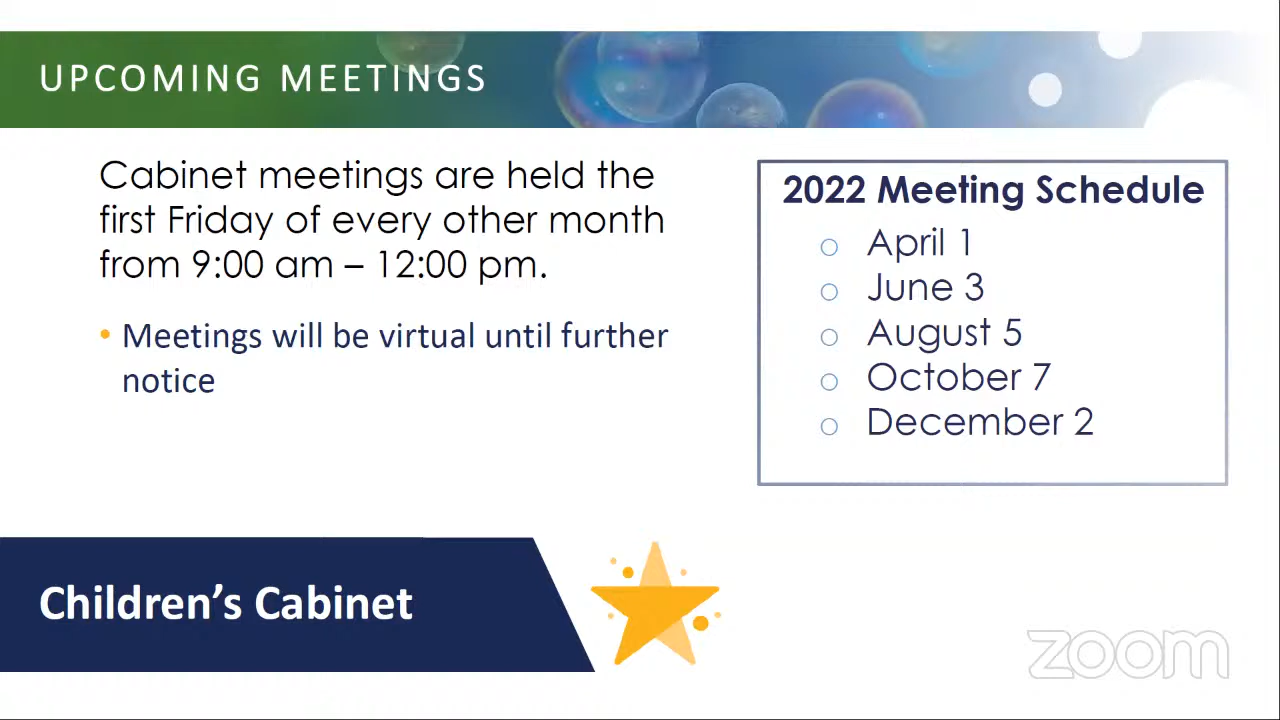 UPCOMING MEETINGS
Cabinet meetings are held the
first Friday of every other month
from 9:00 am – 12:00 pm.
• Meetings will be virtual until further
notice
2022 Meeting Schedule
o April 1
o June 3
o August 5
o October 7
o December 2
Children’s Cabinet
zoom